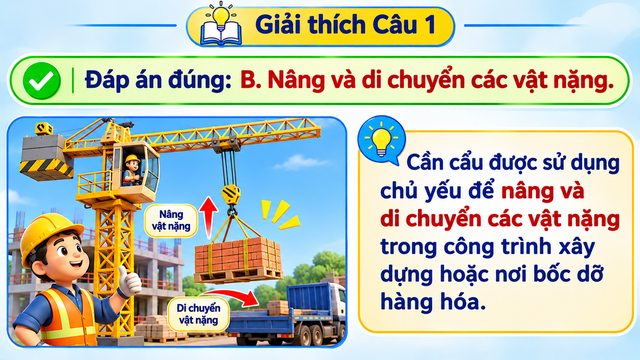 Giải thích Câu 1
Đáp án đúng: B. Nâng và di chuyển các vật nặng.
Nâng
vật nặng
Di chuyển
vật nặng
Cần cẩu được sử dụng
chủ yếu để nâng và
di chuyển các vật nặng
trong công trình xây
dựng hoặc nơi bốc dỡ
hàng hóa.